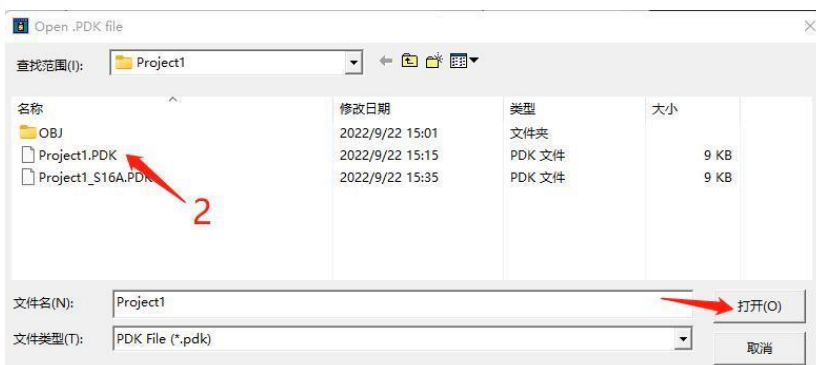 Open .PDK file
查找范围(I): Project1
名称 修改日期 类型 大小
OBJ 2022/9/22 15:01 文件夹
Project1.PDK 2022/9/22 15:15 PDK 文件 9 KB
Project1_S16A.PDK 2022/9/22 15:35 PDK 文件 9 KB
2
文件名(N): Project1 打开(O)
文件类型(T): PDK File (*.pdk)
取消